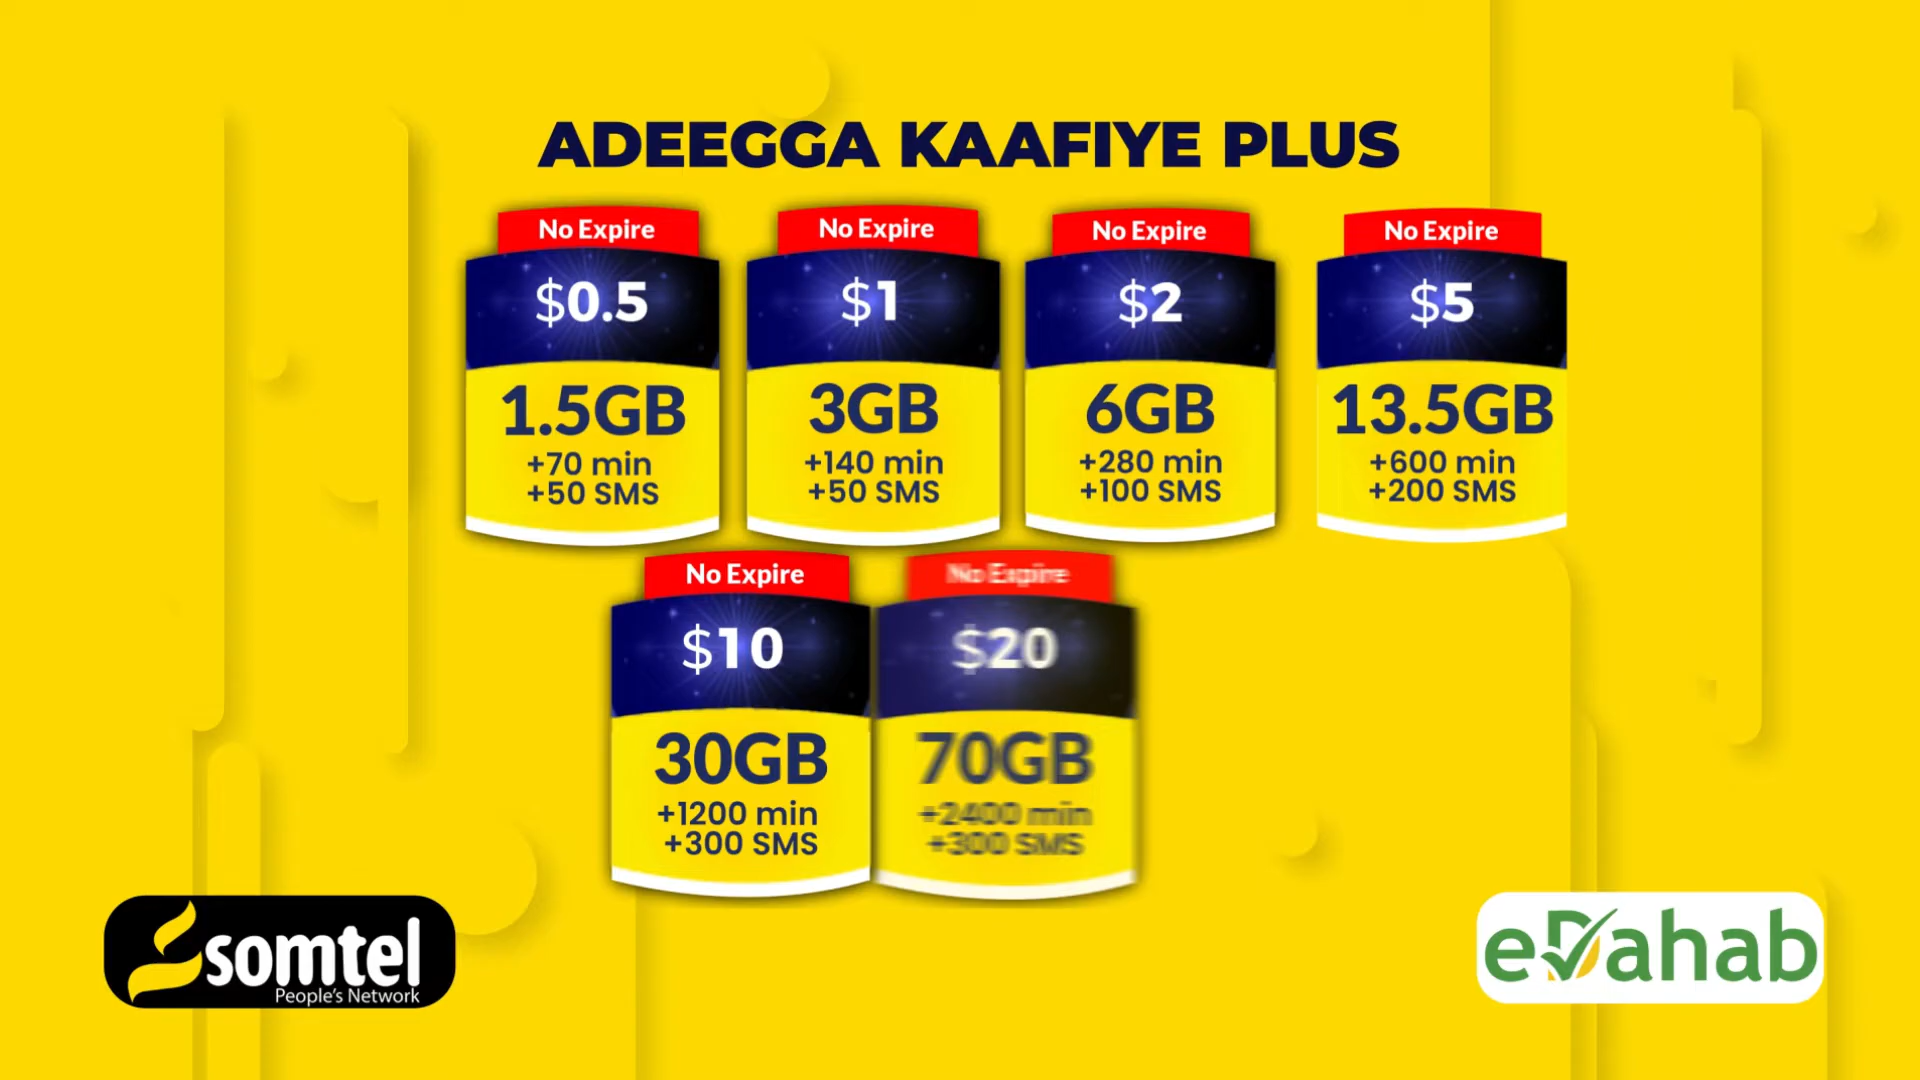 ADEEGGA KAAFIYE PLUS
No Expire
$0.5
1.5GB
+70 min
+50 SMS
No Expire
$1
3GB
+140 min
+50 SMS
No Expire
$2
6GB
+280 min
+100 SMS
No Expire
$5
13.5GB
+600 min
+200 SMS
No Expire
$10
30GB
+1200 min
+300 SMS
No Expire
$20
70GB
+2400 min
+300 SMS
somtel
People's Network
eDahab